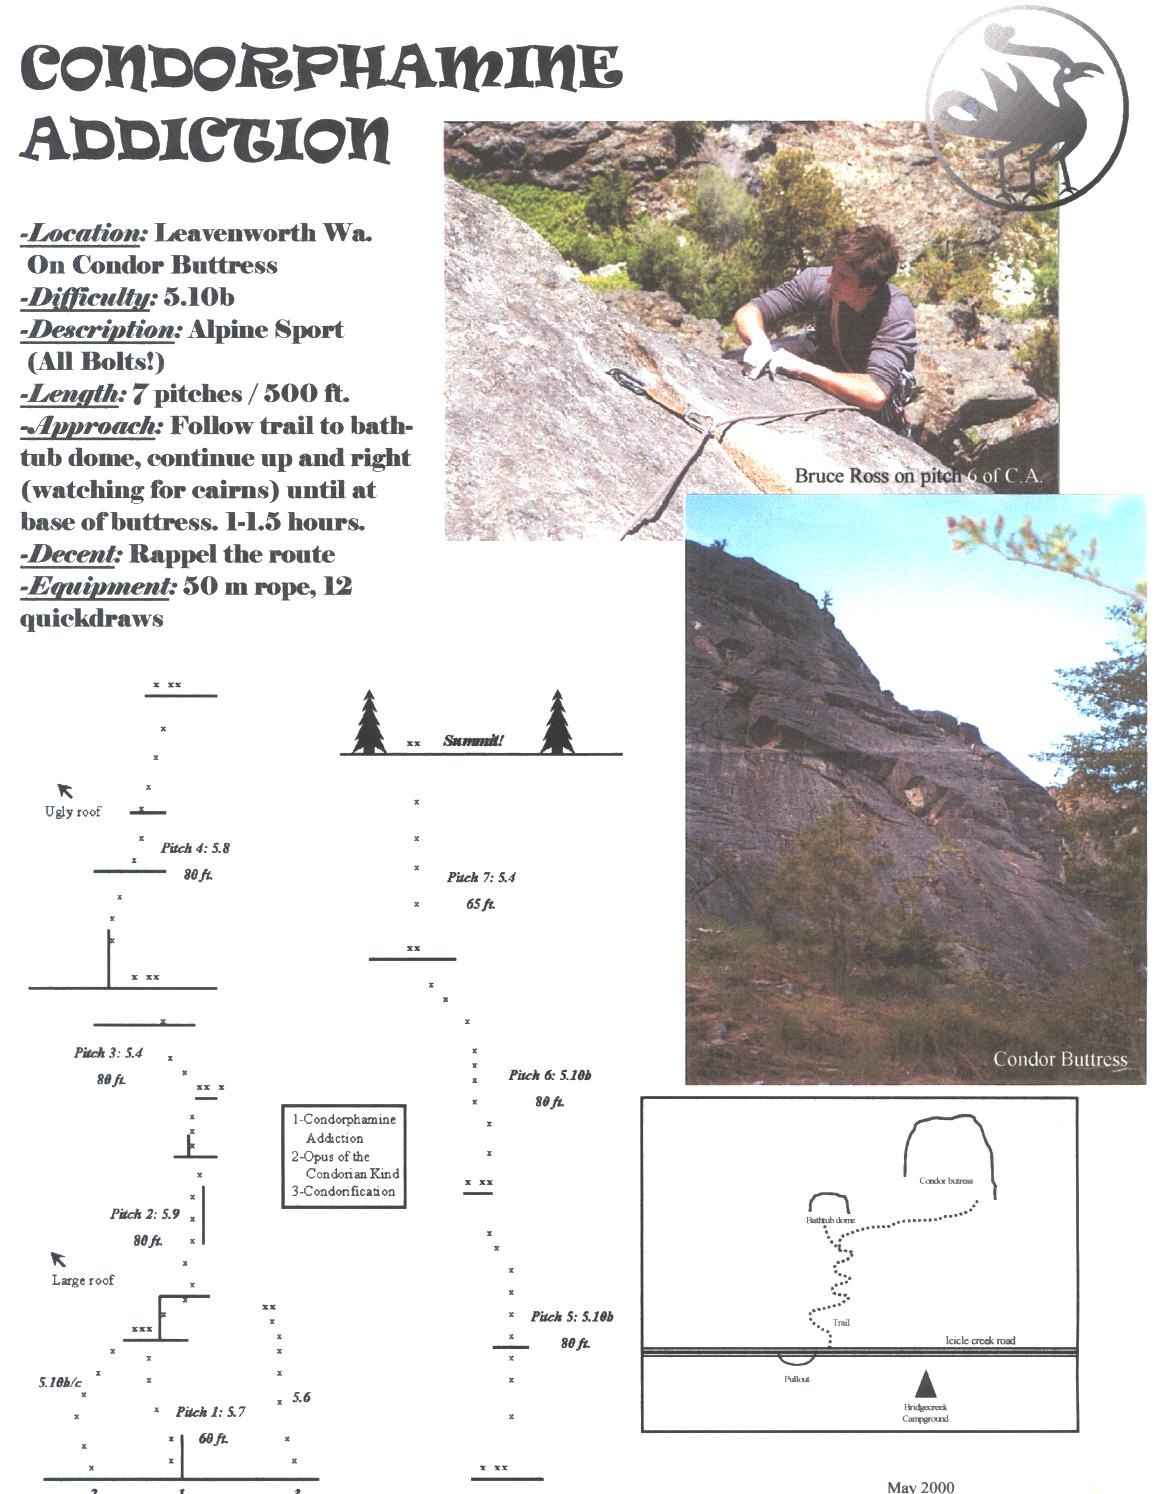 CONDORPHAMINE
ADDICTION
-Location: Leavenworth Wa.
On Condor Buttress
-Difficulty: 5.10b
-Description: Alpine Sport
(All Bolts!)
-Length: 7 pitches / 500 ft.
-Approach: Follow trail to bath-
tub dome, continue up and right
(watching for cairns) until at
base of buttress. 1-1.5 hours.
-Decent: Rappel the route
-Equipment: 50 m rope, 12
quickdraws
Bruce Ross on pitch 6 of C.A.
Condor Buttress
Ugly roof
Pitch 4: 5.8
80 ft.
Pitch 3: 5.4
80 ft.
Pitch 2: 5.9
80 ft.
Large roof
5.10b/c
Pitch 1: 5.7
60 ft.
5.6
2 1 3
Summit!
Pitch 7: 5.4
65 ft.
Pitch 6: 5.10b
80 ft.
Pitch 5: 5.10b
80 ft.
1-Condorphamine
Addiction
2-Opus of the
Condorian Kind
3-Condorification
Condor butress
Bathtub dome
Trail
Icicle creek road
Pullout
Bridgecreek
Campground
May 2000